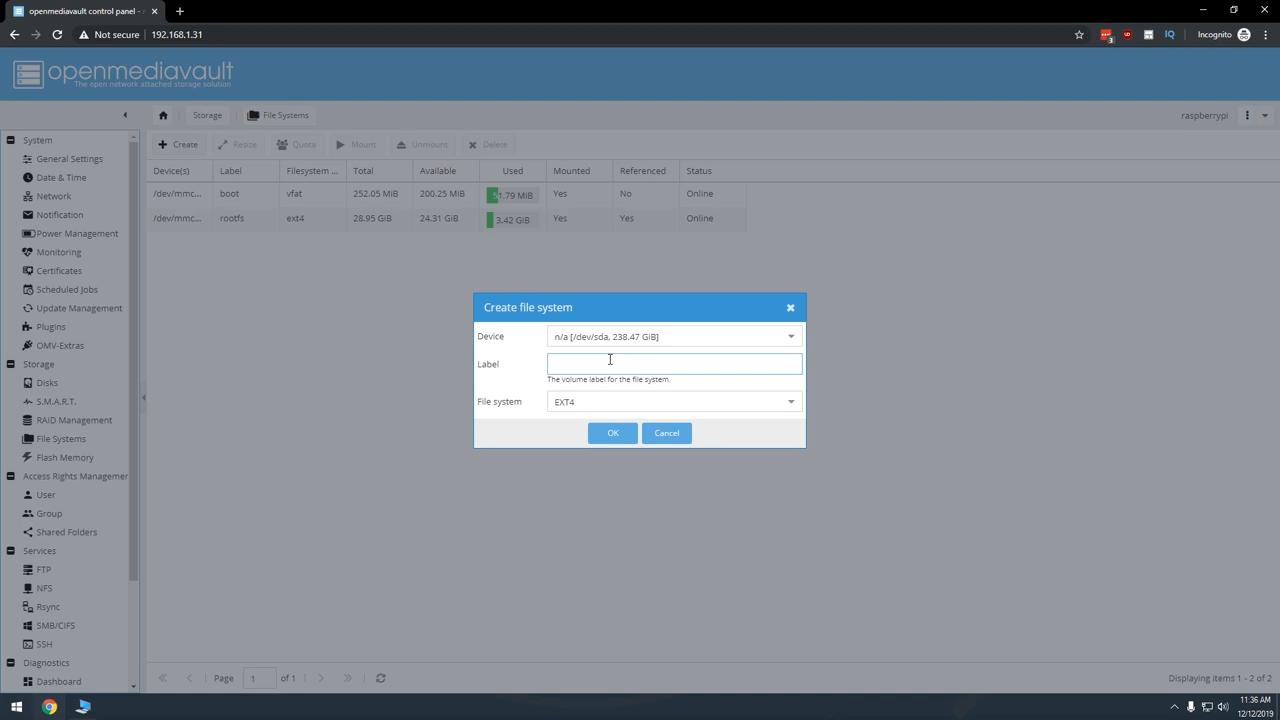 openmediavault control panel - r
Not secure
192.168.1.31
3
IQ
Incognito
openmediavault
The open network attached storage solution
Storage
File Systems
raspberrypi
System
General Settings
Date & Time
Network
Notification
Power Management
Monitoring
Certificates
Scheduled Jobs
Update Management
Plugins
OMV-Extras
Storage
Disks
S.M.A.R.T.
RAID Management
File Systems
Flash Memory
Access Rights Managemer
User
Group
Shared Folders
Services
FTP
NFS
Rsync
SMB/CIFS
SSH
Diagnostics
Dashboard
Create Resize Quota Mount Unmount Delete
Device(s) Label Filesystem ... Total Available Used Mounted Referenced Status
/dev/mmc... boot vfat 252.05 MiB 200.25 MiB 51.79 MiB Yes No Online
/dev/mmc... rootfs ext4 28.95 GiB 24.31 GiB 3.42 GiB Yes Yes Online
Create file system
Device n/a [/dev/sda, 238.47 GiB]
Label
The volume label for the file system.
File system EXT4
OK Cancel
Page 1 of 1
Displaying items 1 - 2 of 2
11:36 AM
12/12/2019